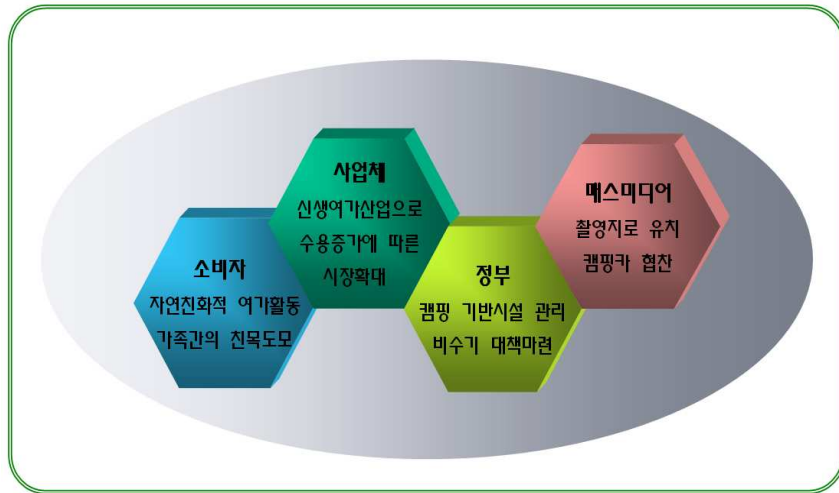 소비자
자연친화적 여가활동
가족간의 친목도모
사업체
신생여가산업으로
수용증가에 따른
시장확대
정부
캠핑 기반시설 관리
비수기 대책마련
매스미디어
촬영지로 유치
캠핑카 협찬